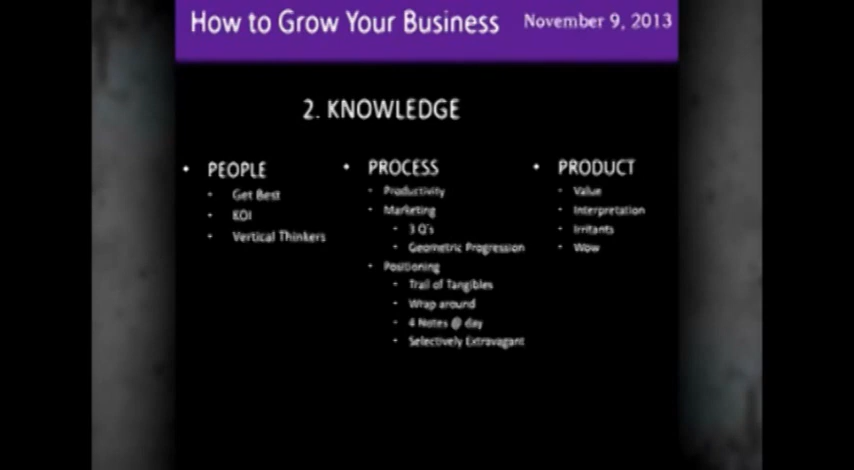 How to Grow Your Business November 9, 2013
2. KNOWLEDGE
• PEOPLE
• Get Best
• KOI
• Vertical Thinkers
• PROCESS
• Productivity
• Marketing
• 3 Q's
• Geometric Progression
• Positioning
• Trail of Tangibles
• Wrap around
• 4 Notes @ day
• Selectively Extravagant
• PRODUCT
• Value
• Interpretation
• Irritants
• Wow